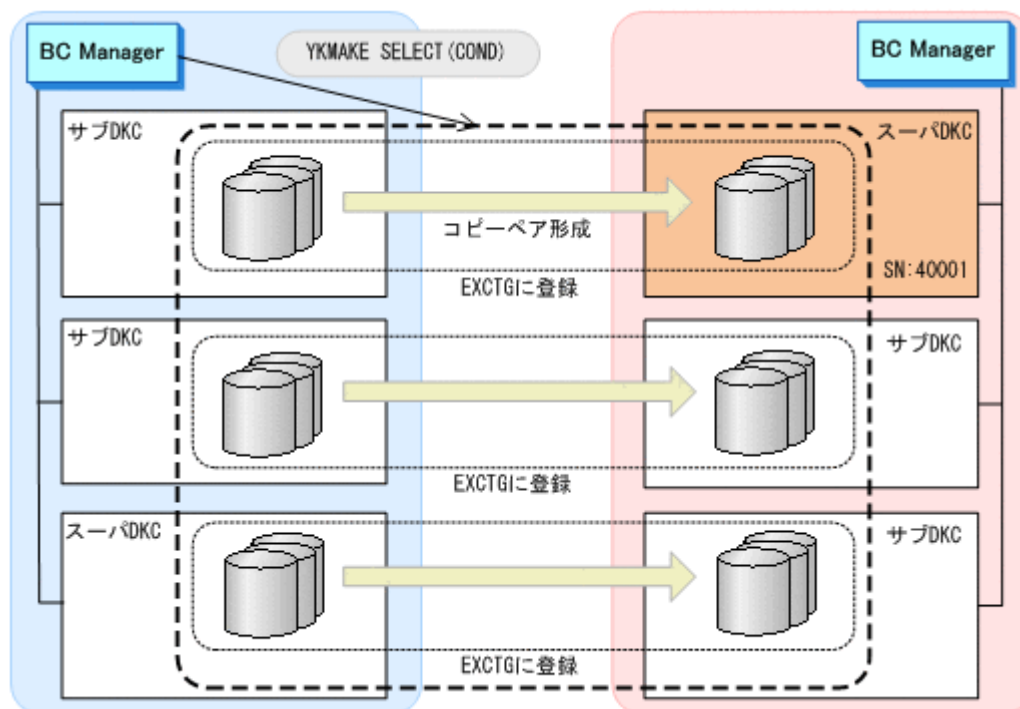 BC Manager
YKMAKE SELECT(COND)
BC Manager
サブDKC
スーパDKC
コピーペア形成
SN:40001
EXCTGに登録
サブDKC
サブDKC
EXCTGに登録
スーパDKC
サブDKC
EXCTGに登録